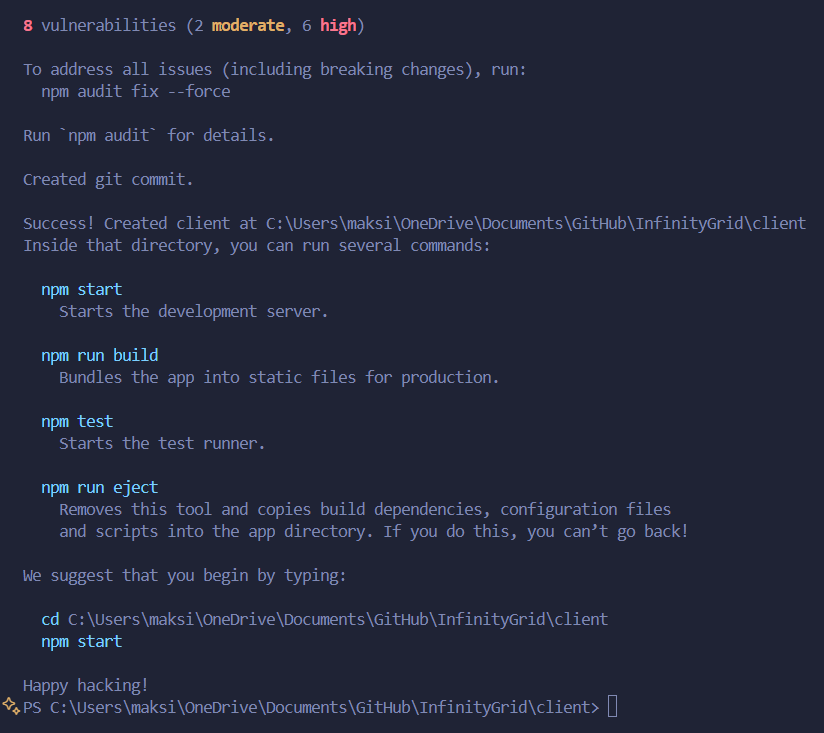 8 vulnerabilities (2 moderate, 6 high)
To address all issues (including breaking changes), run:
npm audit fix --force
Run `npm audit` for details.
Created git commit.
Success! Created client at C:\Users\maksi\OneDrive\Documents\GitHub\InfinityGrid\client
Inside that directory, you can run several commands:
npm start
Starts the development server.
npm run build
Bundles the app into static files for production.
npm test
Starts the test runner.
npm run eject
Removes this tool and copies build dependencies, configuration files
and scripts into the app directory. If you do this, you can’t go back!
We suggest that you begin by typing:
cd C:\Users\maksi\OneDrive\Documents\GitHub\InfinityGrid\client
npm start
Happy hacking!
PS C:\Users\maksi\OneDrive\Documents\GitHub\InfinityGrid\client>